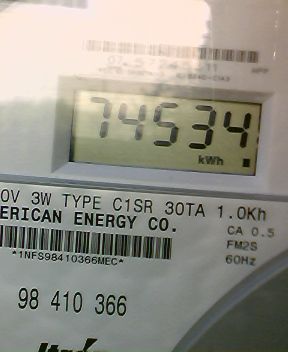 74534
kWh
0V 3W TYPE C1SR 30TA 1.0Kh
ERICAN ENERGY CO.
CA 0.5
FM2S
*1NFS98410366MEC*
60Hz
98 410 366
Itron